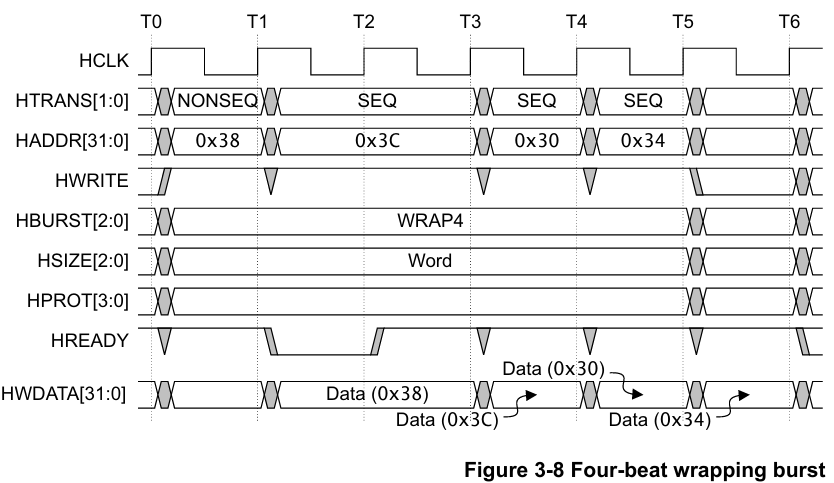 T0 T1 T2 T3 T4 T5 T6
HCLK
HTRANS[1:0] NONSEQ SEQ SEQ SEQ
HADDR[31:0] 0x38 0x3C 0x30 0x34
HWRITE
HBURST[2:0] WRAP4
HSIZE[2:0] Word
HPROT[3:0]
HREADY
Data (0x30)
HWDATA[31:0] Data (0x38)
Data (0x3C) Data (0x34)
Figure 3-8 Four-beat wrapping burst